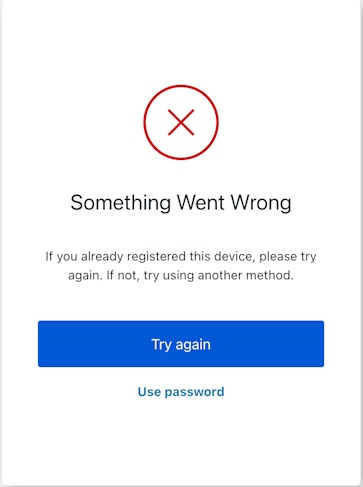 Something Went Wrong
If you already registered this device, please try
again. If not, try using another method.
Try again
Use password